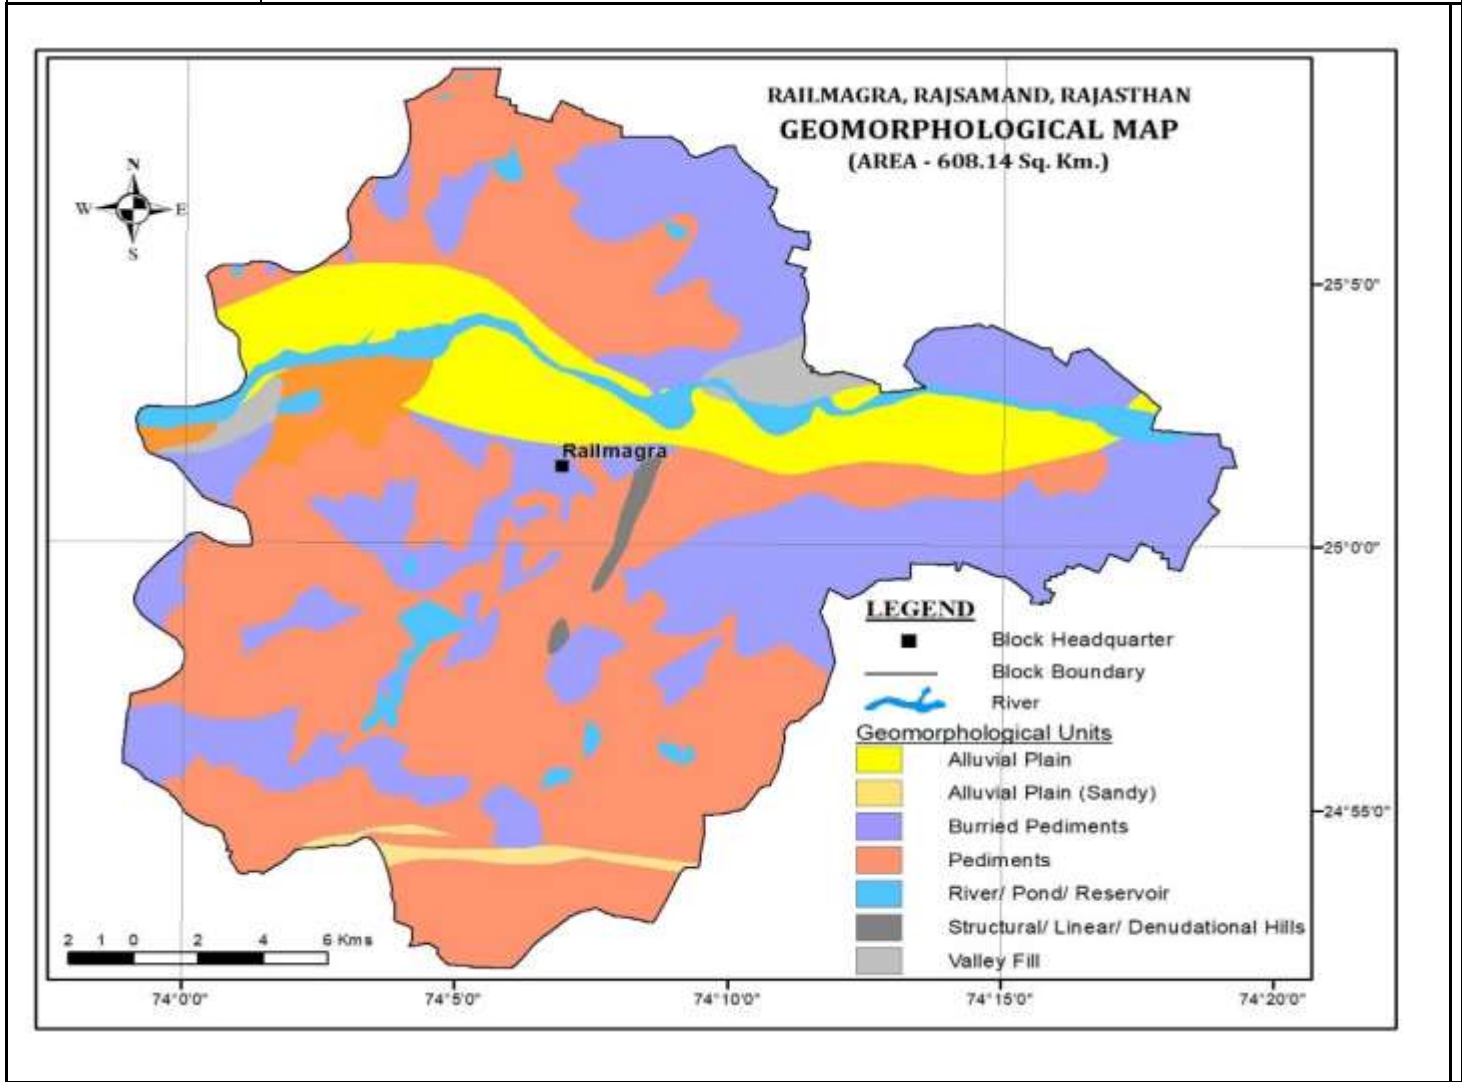 RAILMAGRA, RAJSAMAND, RAJASTHAN
GEOMORPHOLOGICAL MAP
(AREA - 608.14 Sq. Km.)
N
W E
S
25°5'0"
Railmagra
25°0'0"
LEGEND
Block Headquarter
Block Boundary
River
Geomorphological Units
Alluvial Plain
Alluvial Plain (Sandy)
24°55'0"
Burried Pediments
Pediments
River/ Pond/ Reservoir
Structural/ Linear/ Denudational Hills
Valley Fill
2 1 0 2 4 6 Kms
74°0'0" 74°5'0" 74°10'0" 74°15'0" 74°20'0"